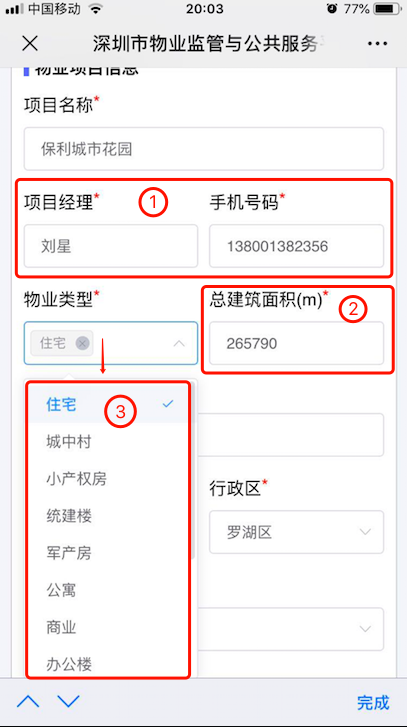 中国移动 20:03 77%
深圳市物业监管与公共服务
物业项目信息
项目名称*
保利城市花园
项目经理* ① 手机号码*
刘星 138001382356
物业类型* 总建筑面积(m)* ②
住宅 265790
住宅 ③
城中村
小产权房 行政区*
统建楼 罗湖区
军产房
公寓
商业
办公楼
完成